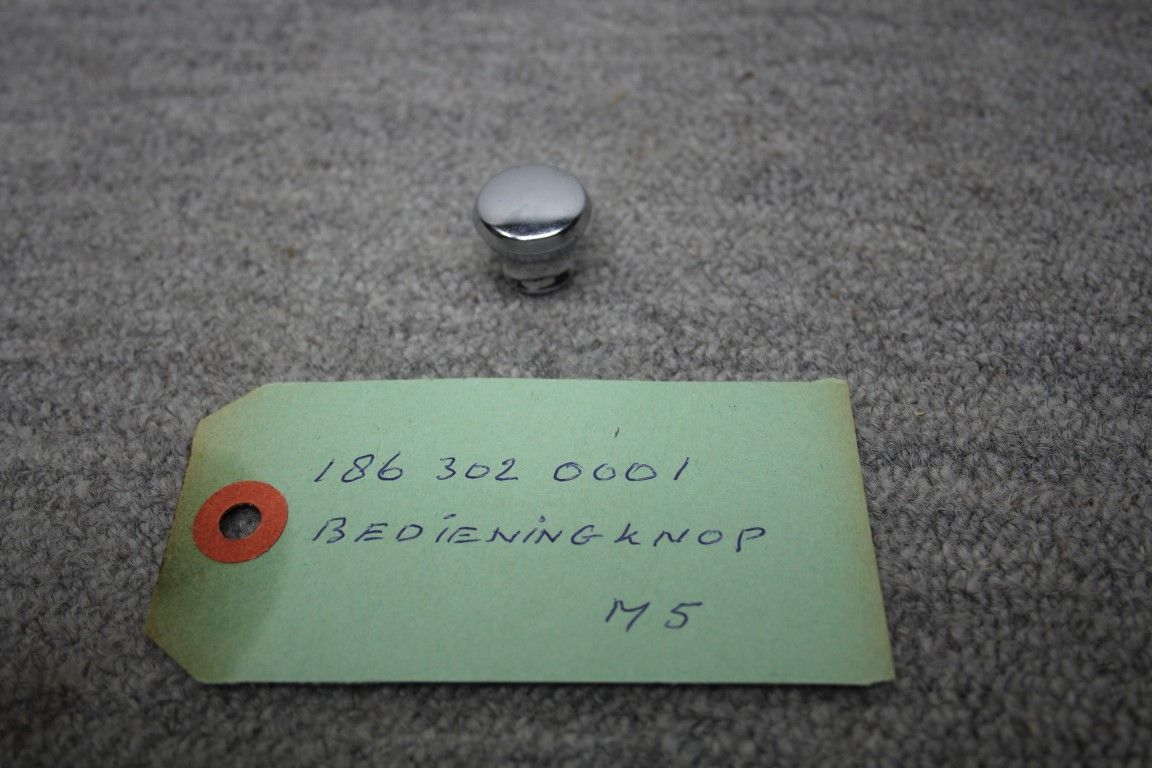 186 302 0001
BEDIENINGKNOP
M5